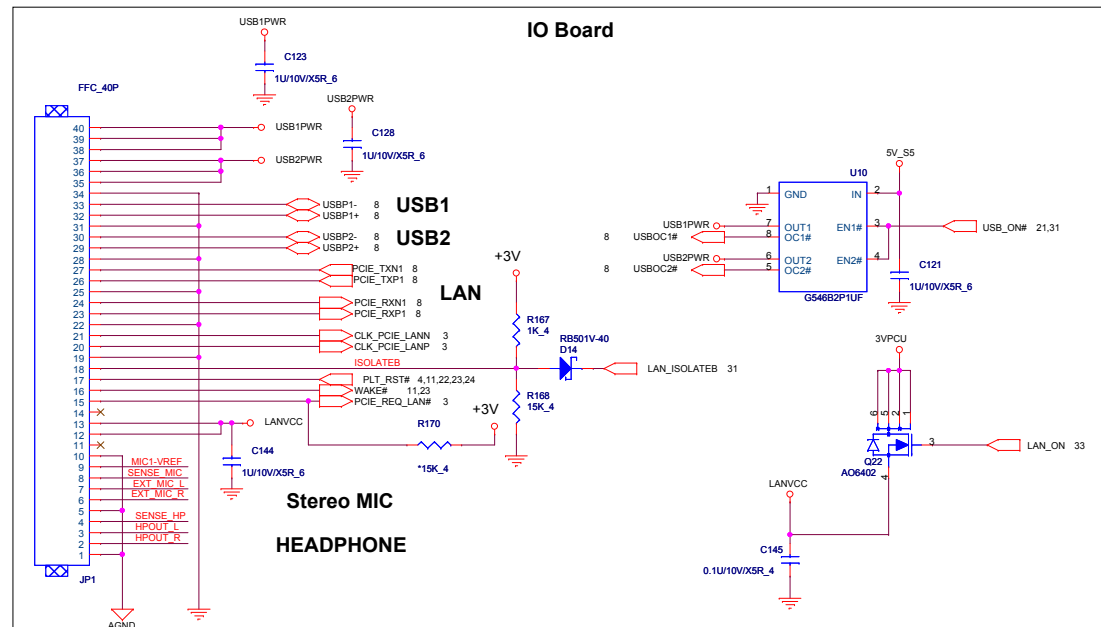 IO Board
USB1PWR
C123
1U/10V/X5R_6
FFC_40P
USB2PWR
C128
1U/10V/X5R_6
40 USB1PWR
39
38
37 USB2PWR
36
35
34
33 USBP1- 8 USB1
32 USBP1+ 8
31
30 USBP2- 8 USB2
29 USBP2+ 8
28
27 PCIE_TXN1 8
26 PCIE_TXP1 8
25 LAN
24 PCIE_RXN1 8
23 PCIE_RXP1 8
22
21 CLK_PCIE_LANN 3
20 CLK_PCIE_LANP 3
19
18 ISOLATEB
17 PLT_RST# 4,11,22,23,24
16 WAKE# 11,23
15 PCIE_REQ_LAN# 3
14
13 LANVCC
12
11
10
9 MIC1-VREF
8 SENSE_MIC
7 EXT_MIC_L
6 EXT_MIC_R
5
4 SENSE_HP
3 HPOUT_L
2 HPOUT_R
1
JP1
AGND
C144
1U/10V/X5R_6
Stereo MIC
HEADPHONE
+3V
R167
1K_4
RB501V-40
D14
LAN_ISOLATEB 31
R168
15K_4
+3V
R170
*15K_4
5V_S5
U10
1 GND IN 2
USB1PWR 7 OUT1 EN1# 3 USB_ON# 21,31
8 USBOC1# 8 OC1#
USB2PWR 6 OUT2 EN2# 4
8 USBOC2# 5 OC2#
G546B2P1UF
C121
1U/10V/X5R_6
3VPCU
6 5 2 1
3 LAN_ON 33
Q22
AO6402
4
LANVCC
C145
0.1U/10V/X5R_4